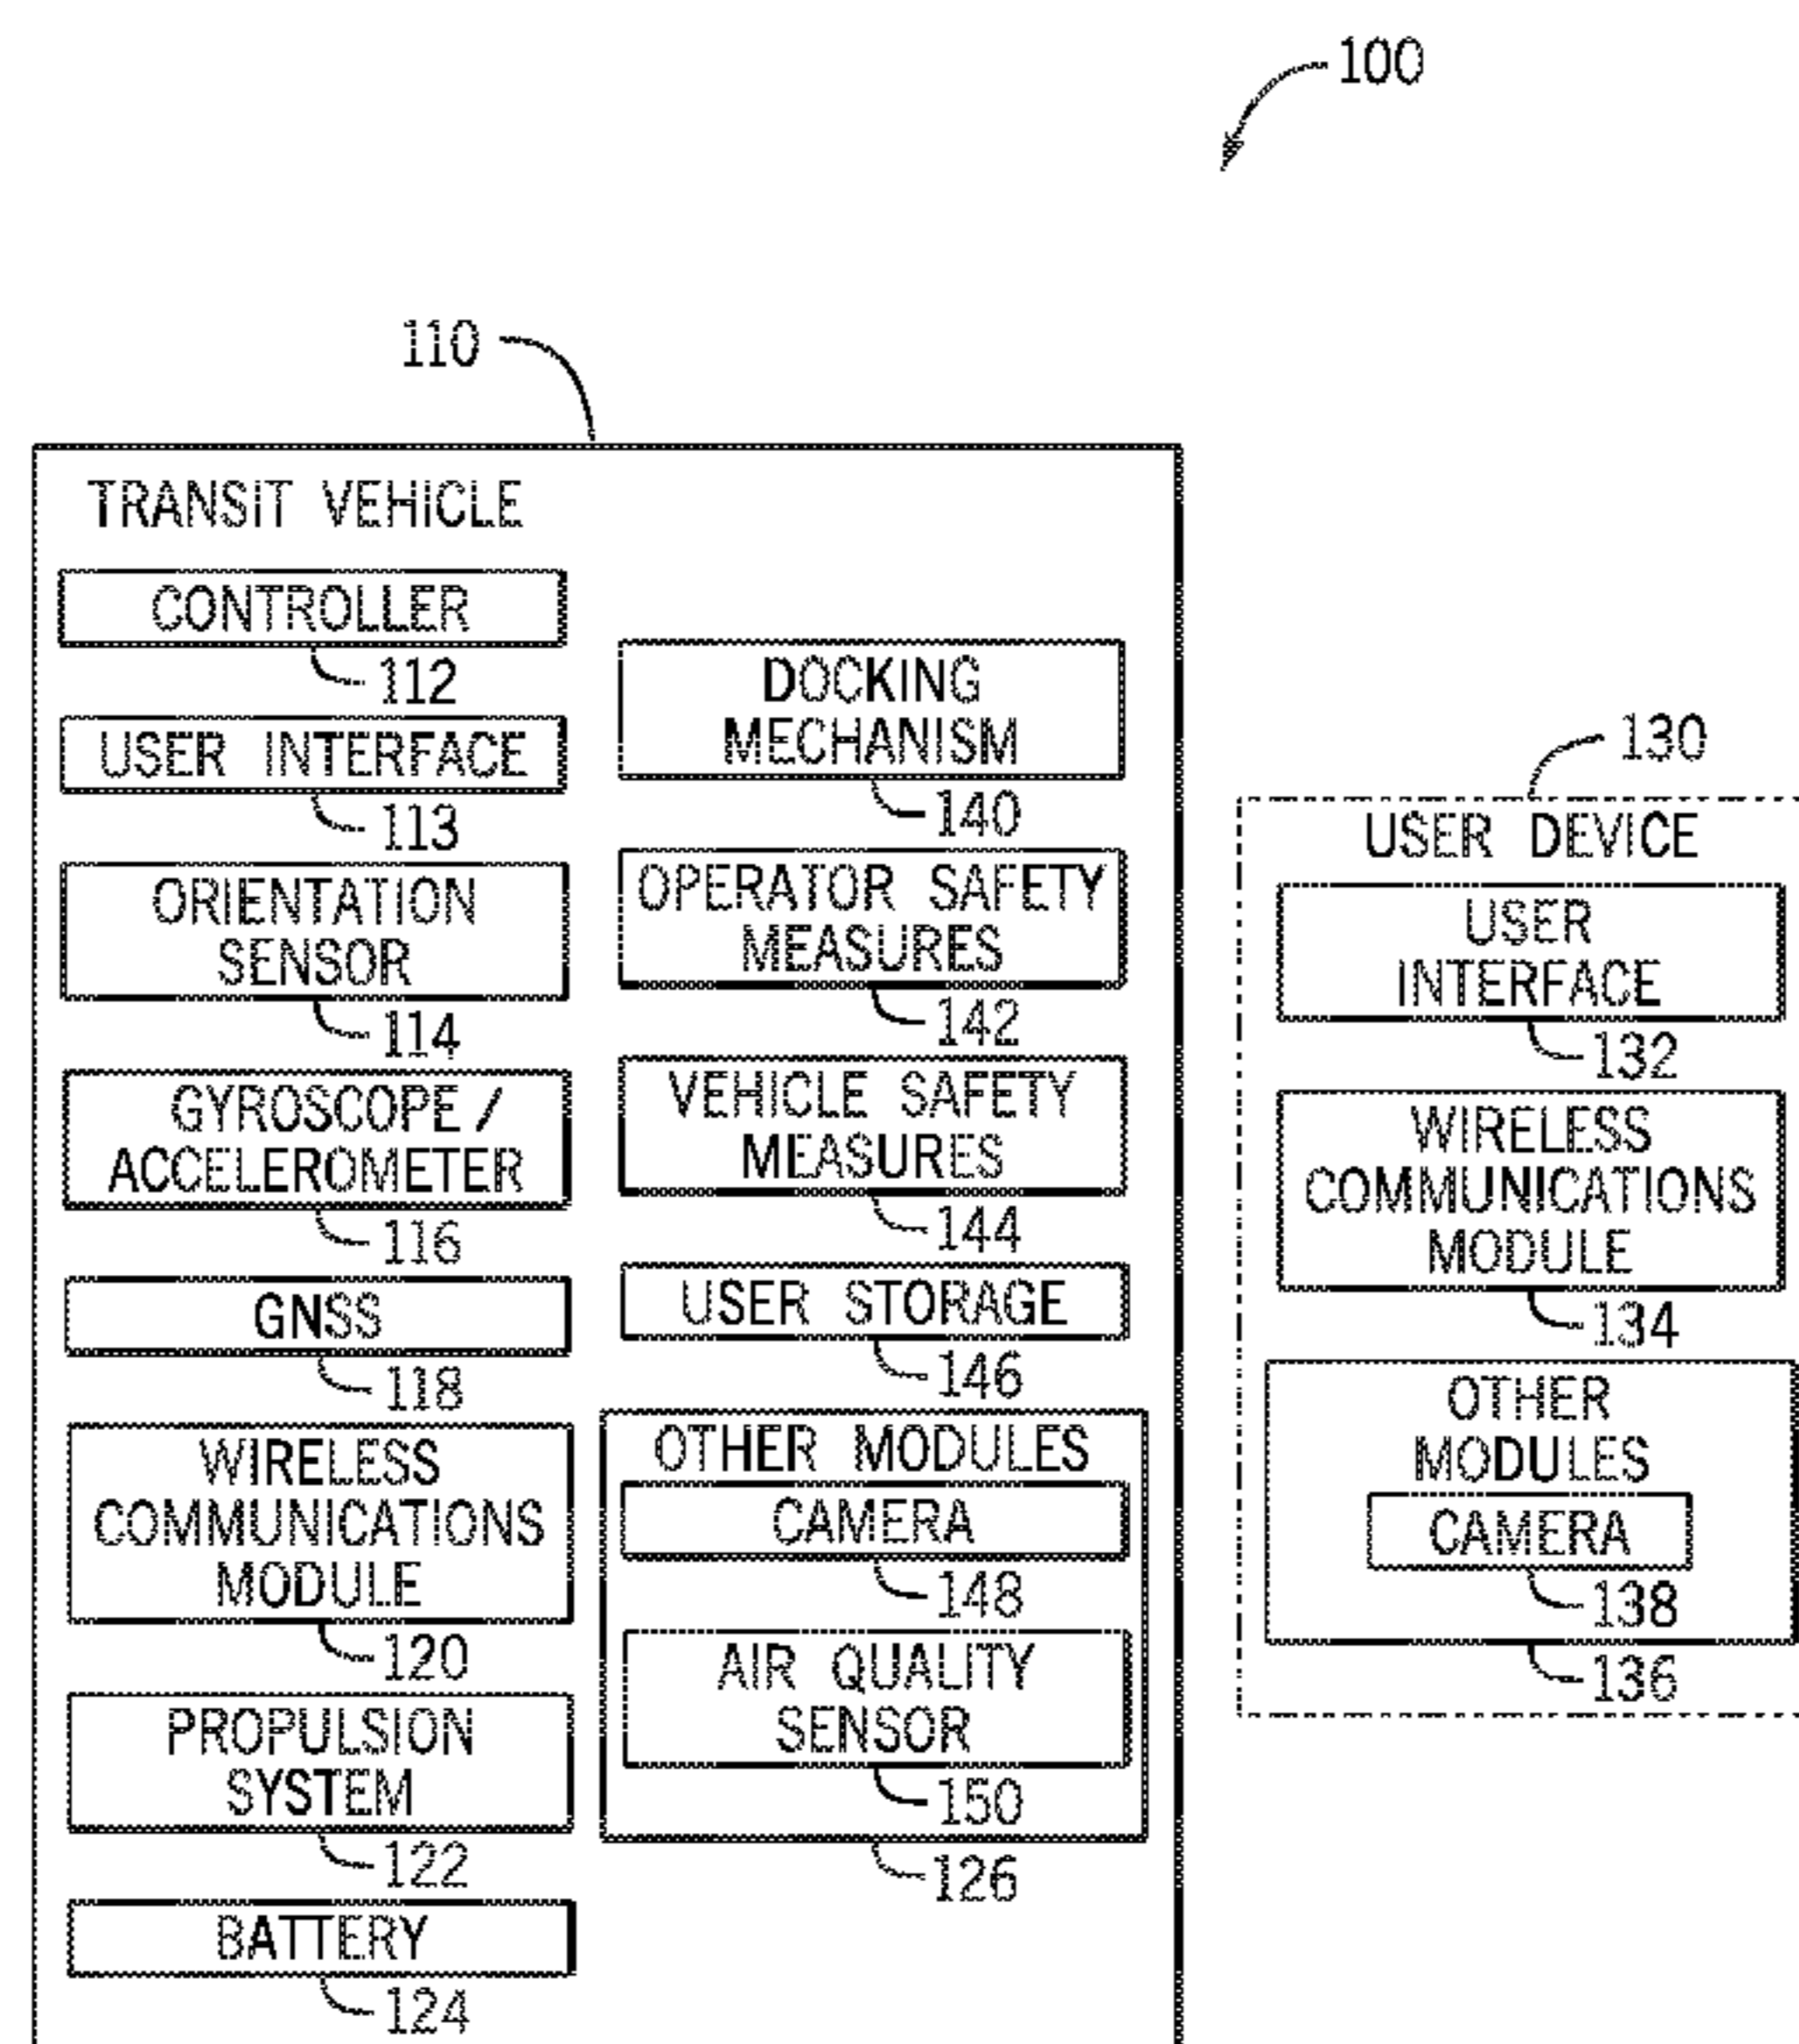 100
110
TRANSIT VEHICLE
CONTROLLER
112
USER INTERFACE
113
ORIENTATION
SENSOR
114
GYROSCOPE /
ACCELEROMETER
116
GNSS
118
WIRELESS
COMMUNICATIONS
MODULE
120
PROPULSION
SYSTEM
122
BATTERY
124
DOCKING
MECHANISM
140
OPERATOR SAFETY
MEASURES
142
VEHICLE SAFETY
MEASURES
144
USER STORAGE
146
OTHER MODULES
CAMERA
148
AIR QUALITY
SENSOR
150
126
130
USER DEVICE
USER
INTERFACE
132
WIRELESS
COMMUNICATIONS
MODULE
134
OTHER
MODULES
CAMERA
138
136